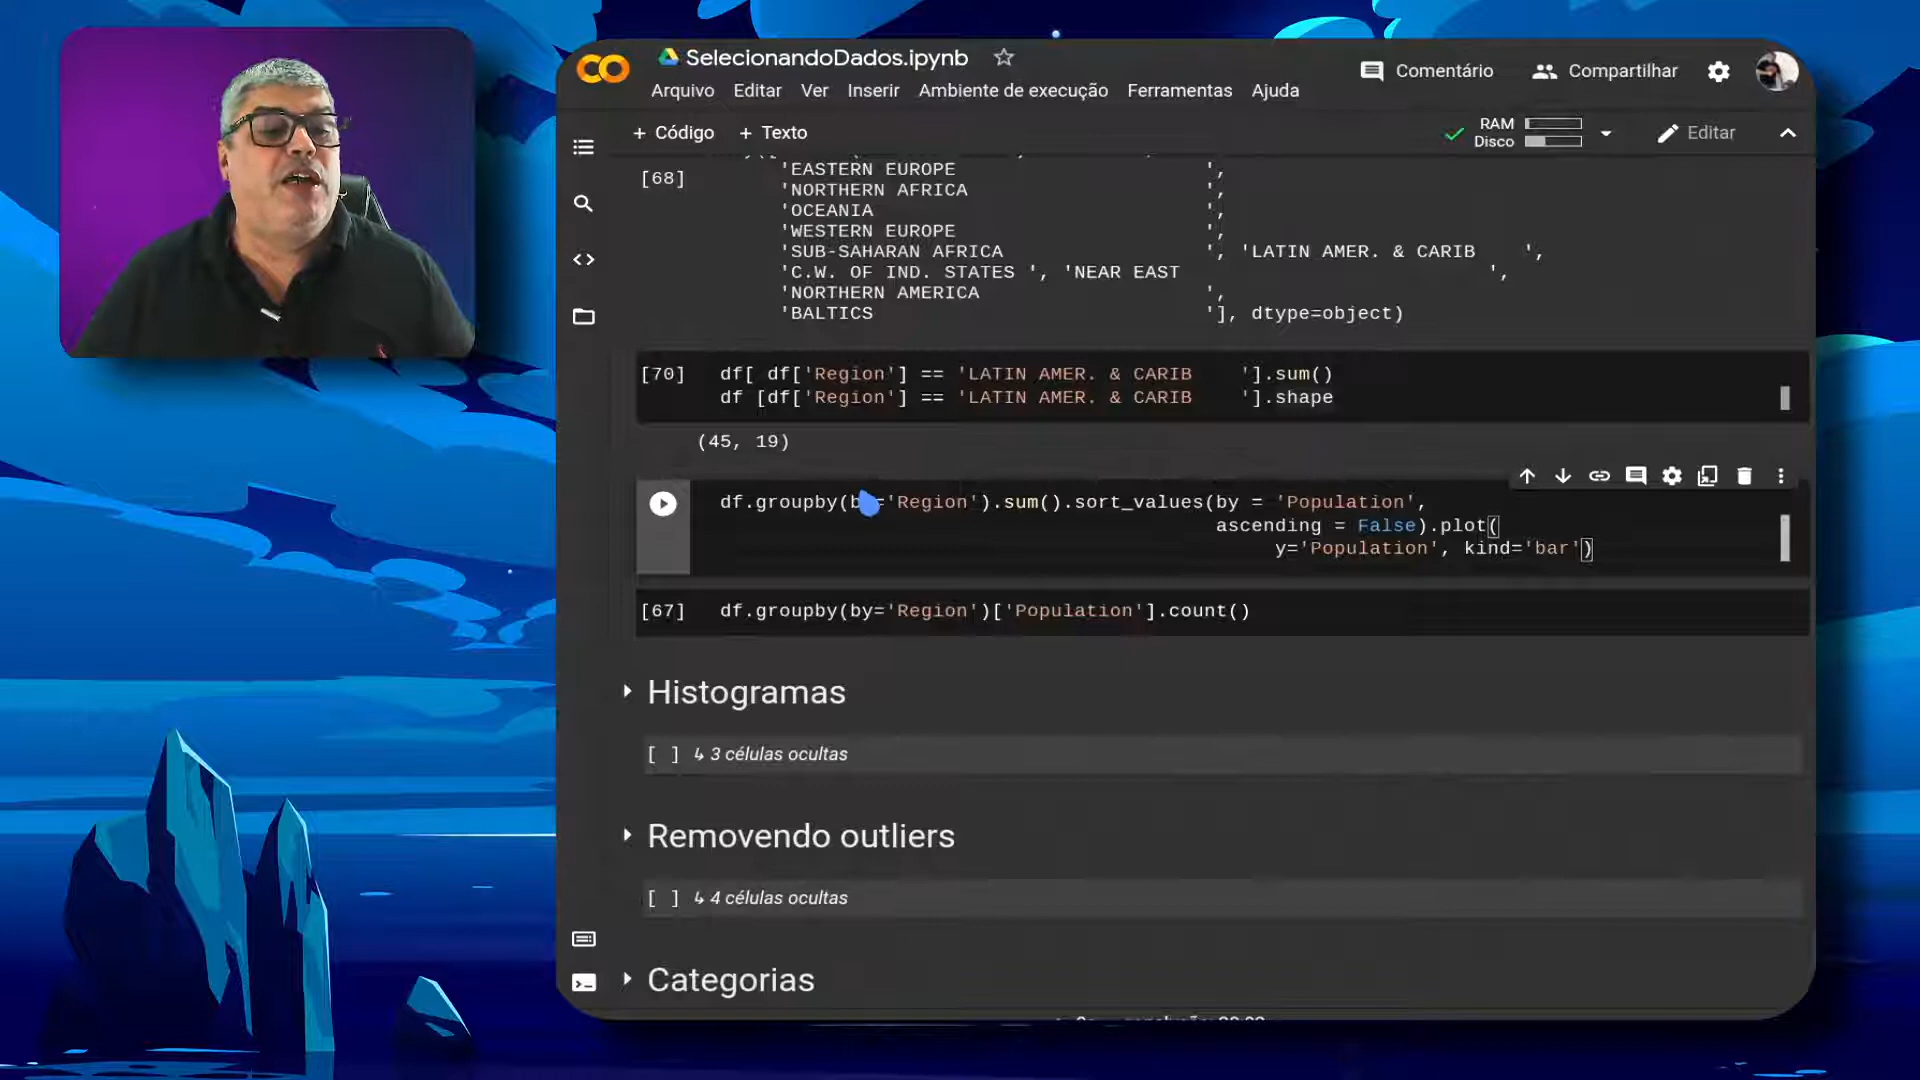 SelecionandoDados.ipynb
Comentário
Compartilhar
Arquivo Editar Ver Inserir Ambiente de execução Ferramentas Ajuda
+ Código + Texto
RAM
Disco
Editar
[68] 'EASTERN EUROPE ',
'NORTHERN AFRICA ',
'OCEANIA ',
'WESTERN EUROPE ',
'SUB-SAHARAN AFRICA ', 'LATIN AMER. & CARIB ',
'C.W. OF IND. STATES ', 'NEAR EAST ',
'NORTHERN AMERICA ',
'BALTICS '], dtype=object)
[70] df[ df['Region'] == 'LATIN AMER. & CARIB '].sum()
df [df['Region'] == 'LATIN AMER. & CARIB '].shape
(45, 19)
df.groupby(by='Region').sum().sort_values(by = 'Population',
ascending = False).plot(
y='Population', kind='bar')
[67] df.groupby(by='Region')['Population'].count()
Histogramas
[ ] ↳ 3 células ocultas
Removendo outliers
[ ] ↳ 4 células ocultas
Categorias